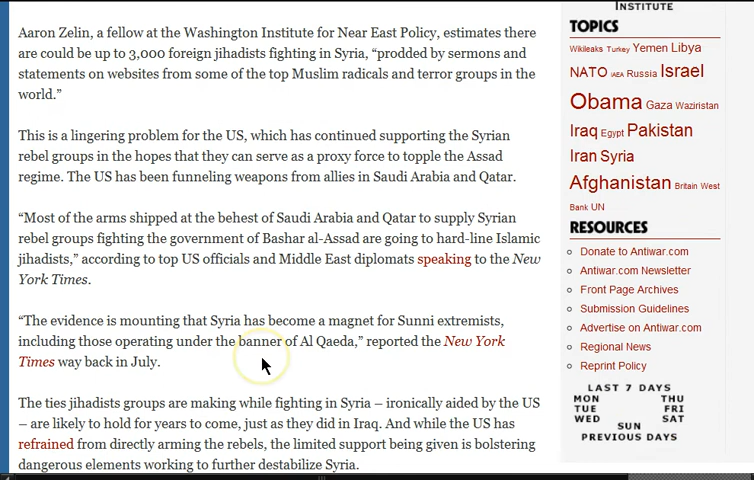 Aaron Zelin, a fellow at the Washington Institute for Near East Policy, estimates there
are could be up to 3,000 foreign jihadists fighting in Syria, “prodded by sermons and
statements on websites from some of the top Muslim radicals and terror groups in the
world.”
This is a lingering problem for the US, which has continued supporting the Syrian
rebel groups in the hopes that they can serve as a proxy force to topple the Assad
regime. The US has been funneling weapons from allies in Saudi Arabia and Qatar.
“Most of the arms shipped at the behest of Saudi Arabia and Qatar to supply Syrian
rebel groups fighting the government of Bashar al-Assad are going to hard-line Islamic
jihadists,” according to top US officials and Middle East diplomats speaking to the New
York Times.
“The evidence is mounting that Syria has become a magnet for Sunni extremists,
including those operating under the banner of Al Qaeda,” reported the New York
Times way back in July.
The ties jihadists groups are making while fighting in Syria – ironically aided by the US
– are likely to hold for years to come, just as they did in Iraq. And while the US has
refrained from directly arming the rebels, the limited support being given is bolstering
dangerous elements working to further destabilize Syria.
INSTITUTE
TOPICS
Wikileaks Turkey Yemen Libya
NATO IAEA Russia Israel
Obama Gaza Waziristan
Iraq Egypt Pakistan
Iran Syria
Afghanistan Britain West
Bank UN
RESOURCES
Donate to Antiwar.com
Antiwar.com Newsletter
Front Page Archives
Submission Guidelines
Advertise on Antiwar.com
Regional News
Reprint Policy
LAST 7 DAYS
MON THU
TUE FRI
WED SAT
SUN
PREVIOUS DAYS